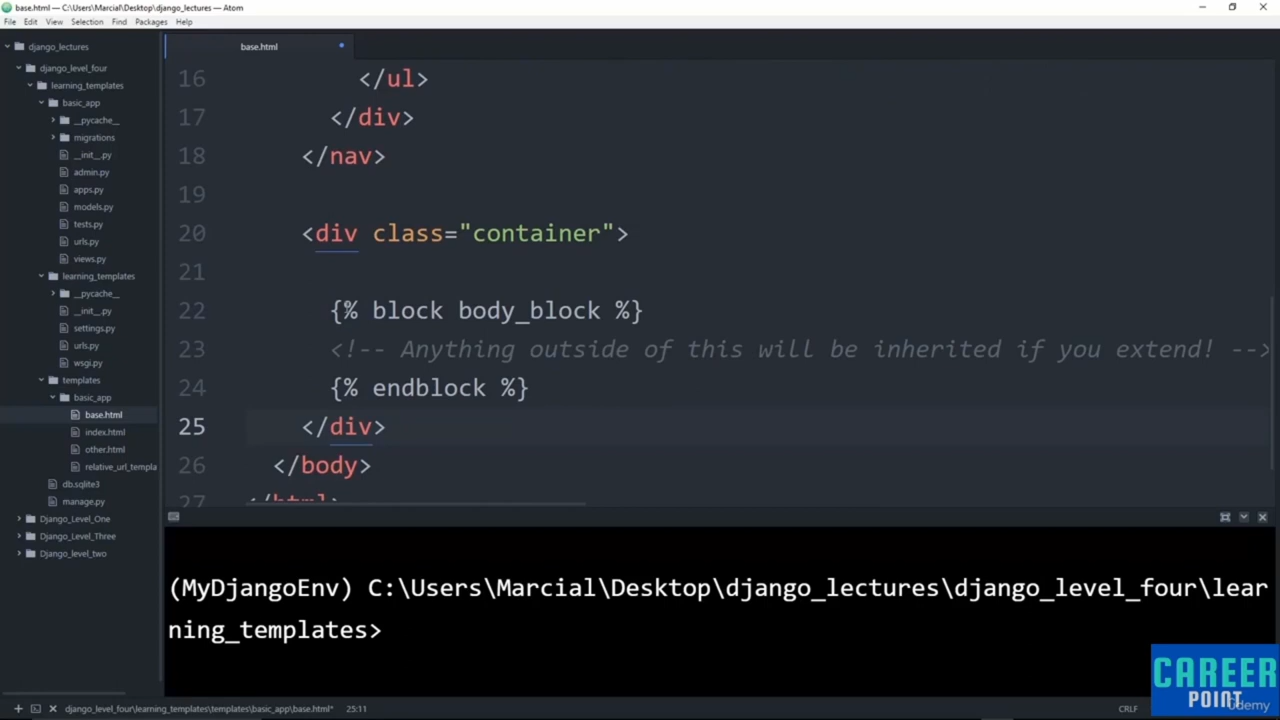 base.html — C:\Users\Marcial\Desktop\django_lectures — Atom
File Edit View Selection Find Packages Help
django_lectures
django_level_four
learning_templates
basic_app
__pycache__
migrations
__init__.py
admin.py
apps.py
models.py
tests.py
urls.py
views.py
learning_templates
__pycache__
__init__.py
settings.py
urls.py
wsgi.py
templates
basic_app
base.html
index.html
other.html
relative_url_templa
db.sqlite3
manage.py
Django_Level_One
Django_Level_Three
Django_level_two
base.html
16 </ul>
17 </div>
18 </nav>
19
20 <div class="container">
21
22 {% block body_block %}
23 <!-- Anything outside of this will be inherited if you extend! -->
24 {% endblock %}
25 </div>
26 </body>
27 </html>
(MyDjangoEnv) C:\Users\Marcial\Desktop\django_lectures\django_level_four\lear
ning_templates>
django_level_four\learning_templates\templates\basic_app\base.html* 25:11
CRLF
CAREER
POINT
Udemy